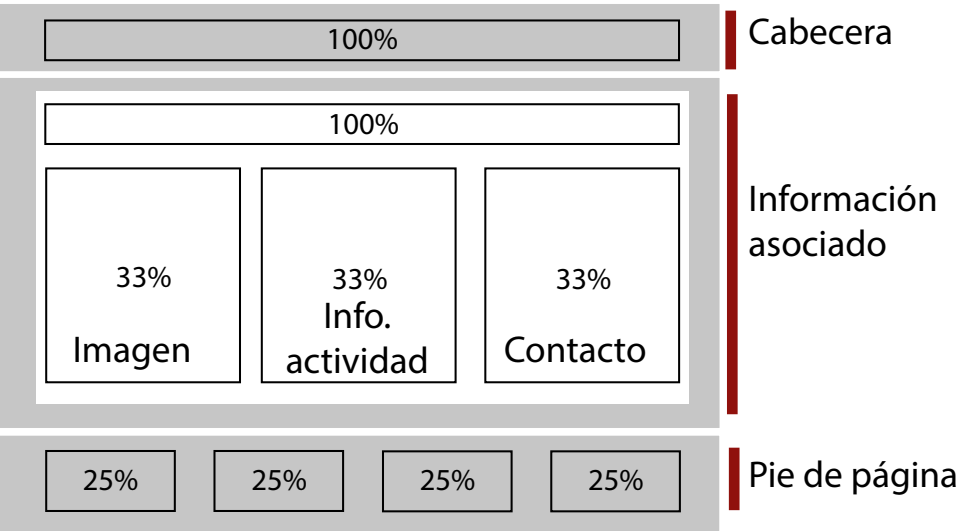 100%
Cabecera
100%
33%
Imagen
33%
Info.
actividad
33%
Contacto
Información
asociado
25%
25%
25%
25%
Pie de página